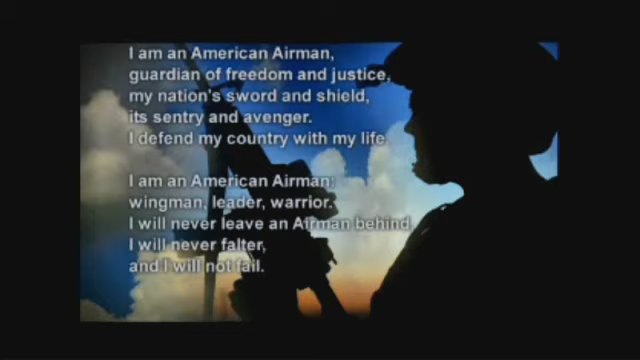 I am an American Airman,
guardian of freedom and justice,
my nation's sword and shield,
its sentry and avenger.
I defend my country with my life.

I am an American Airman:
wingman, leader, warrior.
I will never leave an Airman behind,
I will never falter,
and I will not fail.